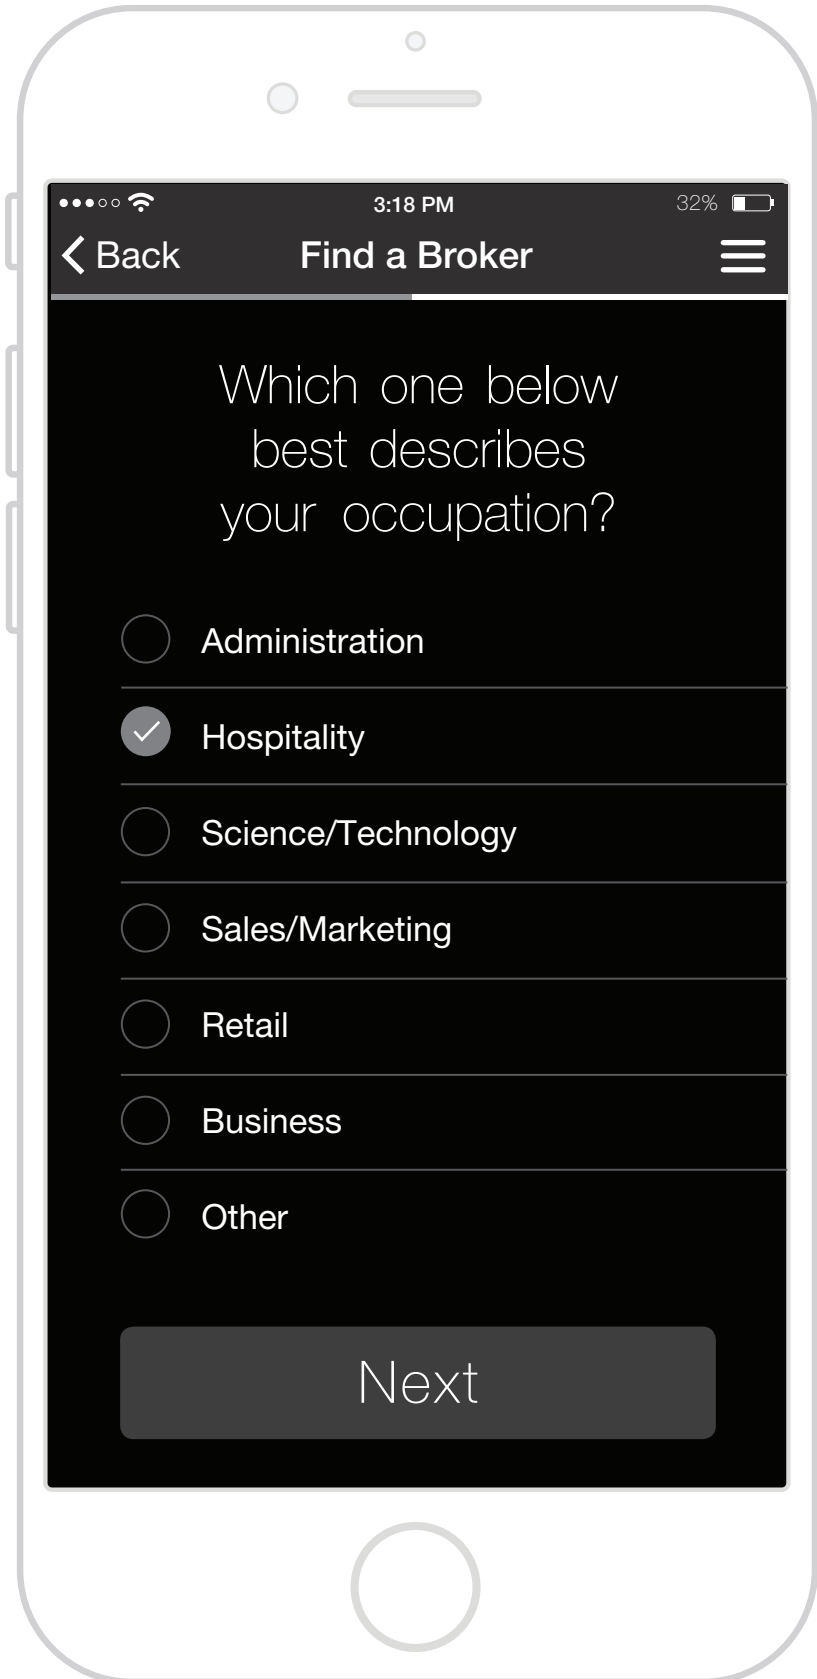 3:18 PM
32%
Back
Find a Broker
Which one below
best describes
your occupation?
Administration
Hospitality
Science/Technology
Sales/Marketing
Retail
Business
Other
Next